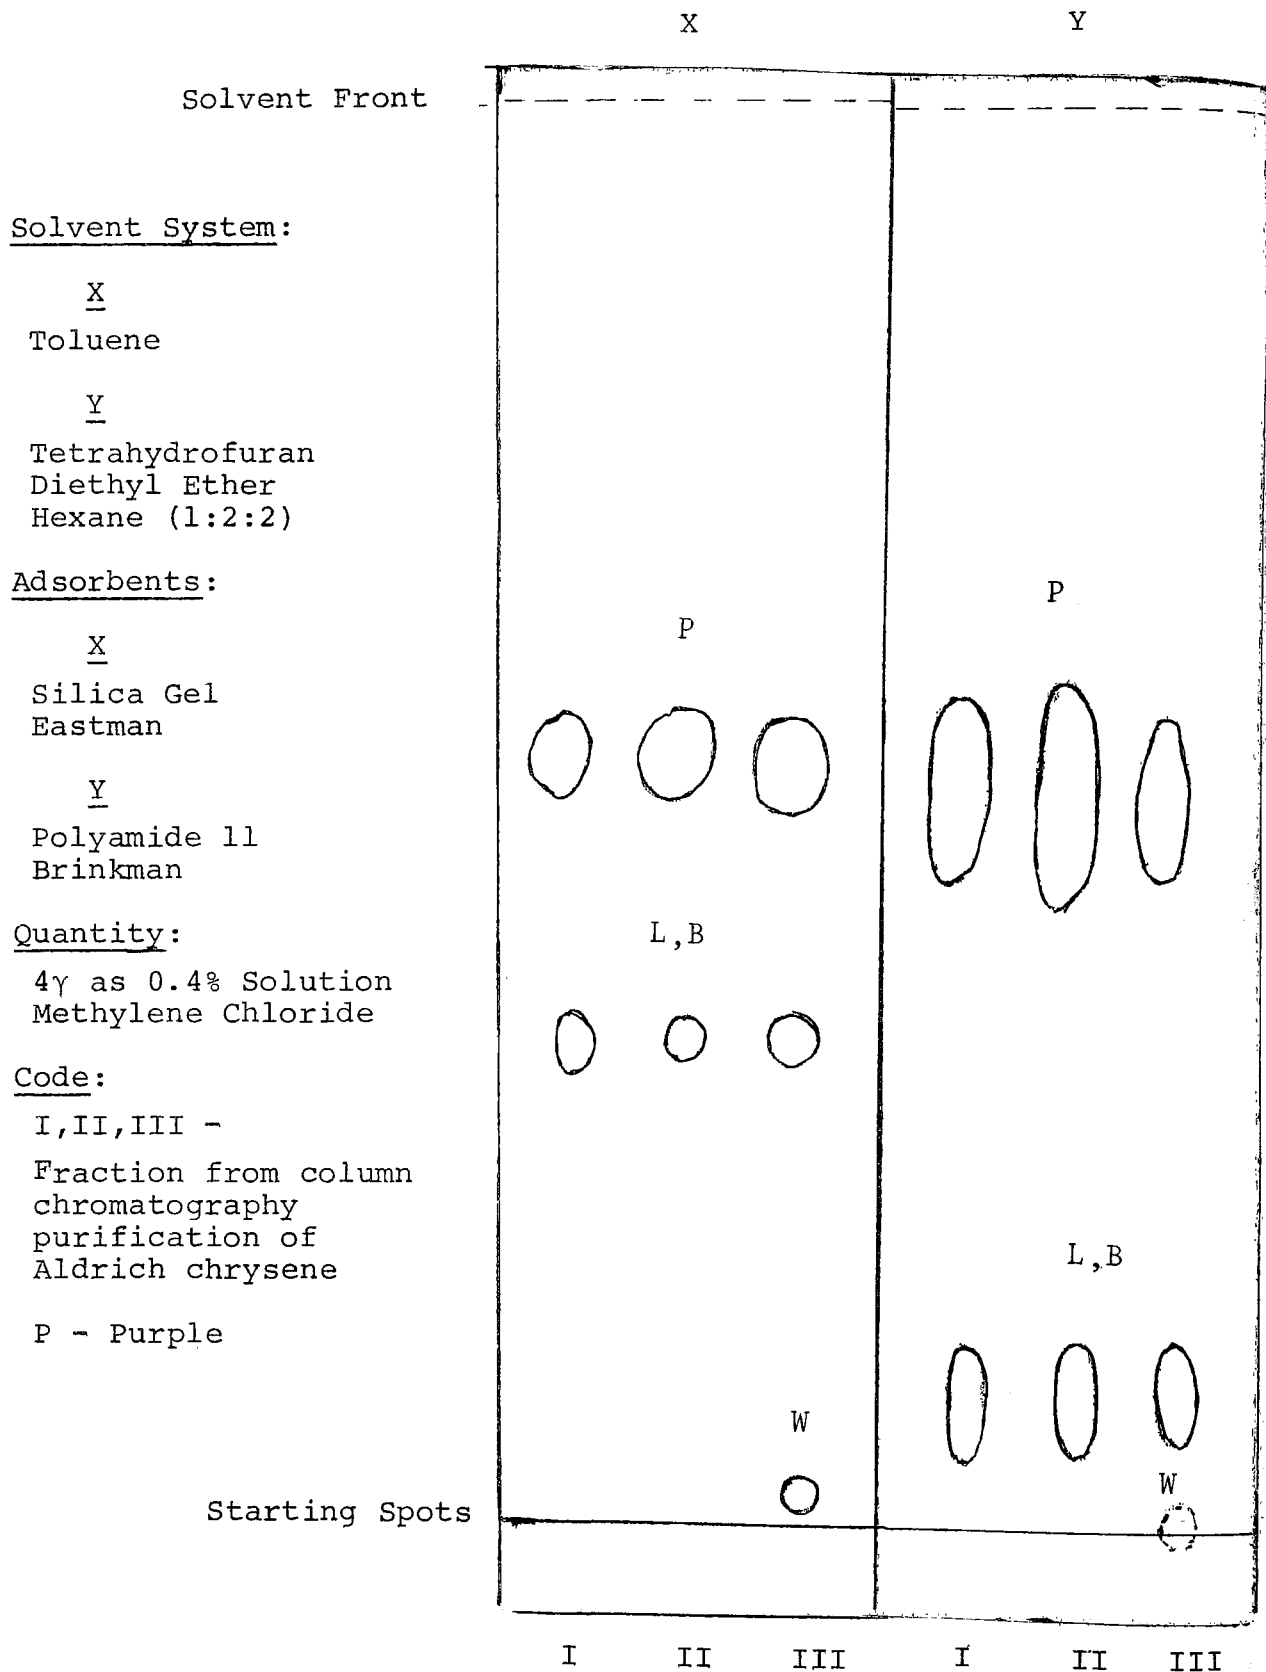 X Y
Solvent Front
Solvent System:
X
Toluene
Y
Tetrahydrofuran
Diethyl Ether
Hexane (1:2:2)
Adsorbents:
X
Silica Gel
Eastman
Y
Polyamide 11
Brinkman
Quantity:
4γ as 0.4% Solution
Methylene Chloride
Code:
I,II,III -
Fraction from column
chromatography
purification of
Aldrich chrysene
P - Purple
Starting Spots
P
L,B
W
P
L,B
W
I II III I II III